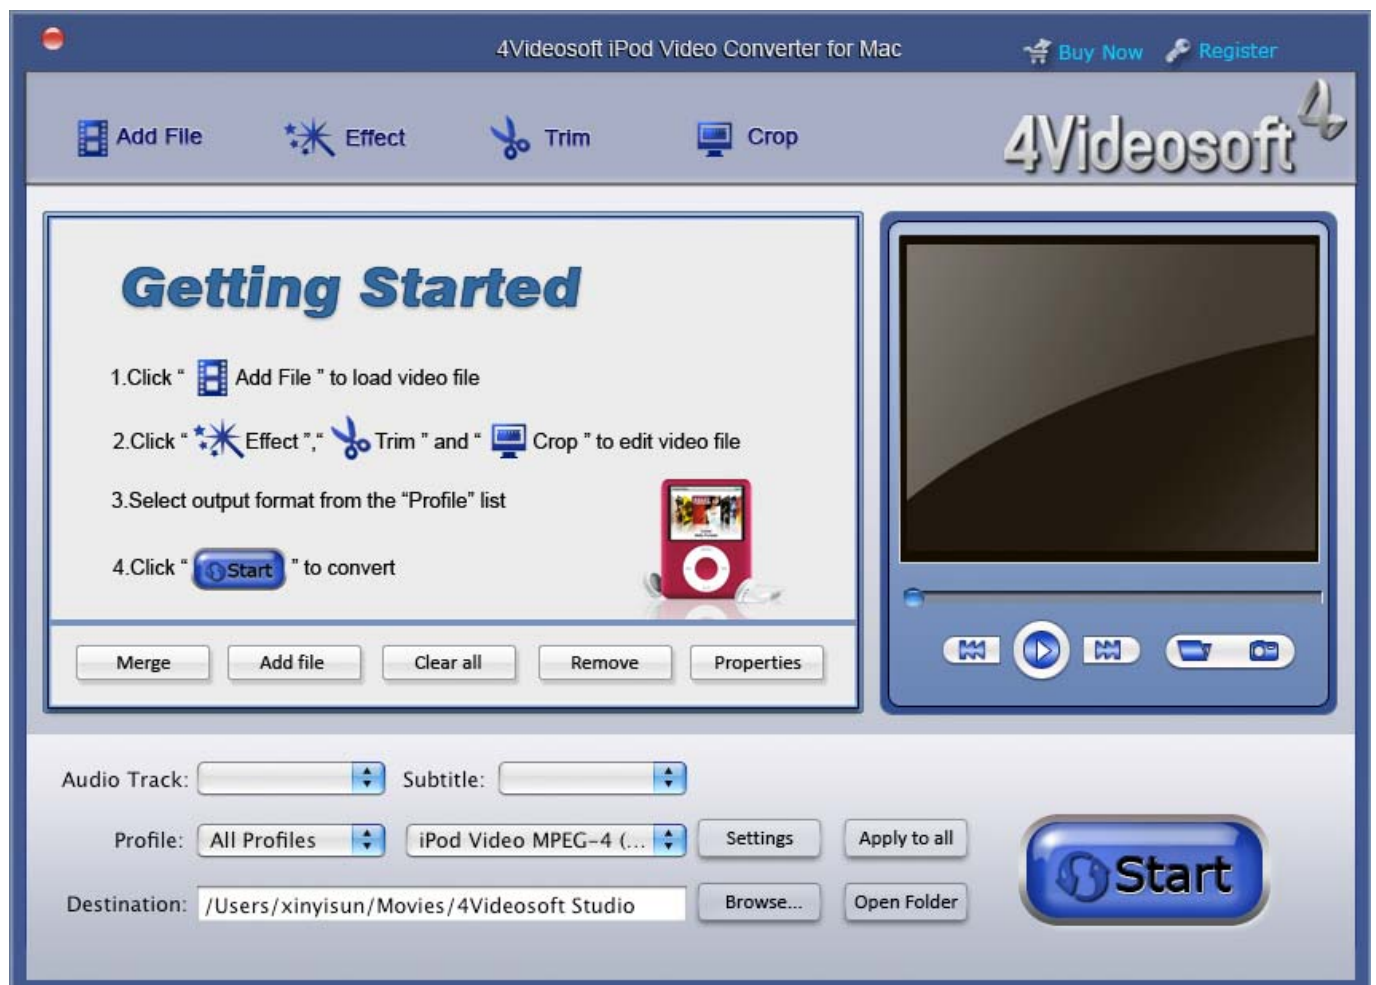 4Videosoft iPod Video Converter for Mac
Buy Now
Register
Add File
Effect
Trim
Crop
4Videosoft 4
Getting Started
1.Click “ Add File ” to load video file
2.Click “ Effect ”,“ Trim ” and “ Crop ” to edit video file
3.Select output format from the “Profile” list
4.Click “ Start ” to convert
Merge
Add file
Clear all
Remove
Properties
Audio Track:
Subtitle:
Profile: All Profiles iPod Video MPEG-4 (... Settings Apply to all
Destination: /Users/xinyisun/Movies/4Videosoft Studio Browse... Open Folder
Start